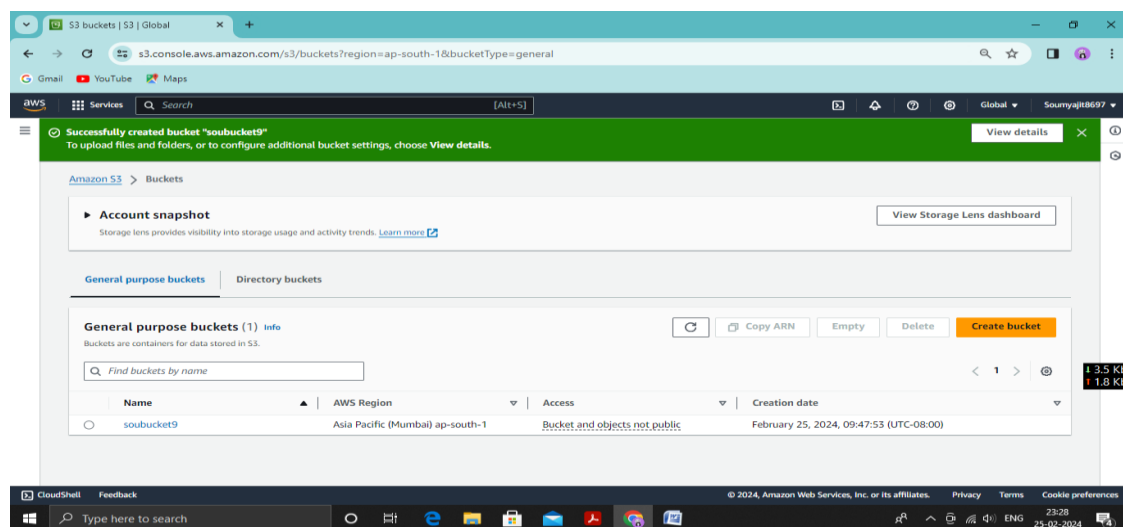 S3 buckets | S3 | Global
s3.console.aws.amazon.com/s3/buckets?region=ap-south-1&bucketType=general
Gmail YouTube Maps
aws Services Search [Alt+S] Global Soumyajit8697
Successfully created bucket "soubucket9"
To upload files and folders, or to configure additional bucket settings, choose View details.
View details
Amazon S3 > Buckets
Account snapshot
Storage lens provides visibility into storage usage and activity trends. Learn more
View Storage Lens dashboard
General purpose buckets Directory buckets
General purpose buckets (1) Info
Buckets are containers for data stored in S3.
Copy ARN Empty Delete Create bucket
Find buckets by name
1
3.5 K
1.8 K
Name AWS Region Access Creation date
soubucket9 Asia Pacific (Mumbai) ap-south-1 Bucket and objects not public February 25, 2024, 09:47:53 (UTC-08:00)
CloudShell Feedback © 2024, Amazon Web Services, Inc. or its affiliates. Privacy Terms Cookie preferences
Type here to search ENG 23:28
25-02-2024